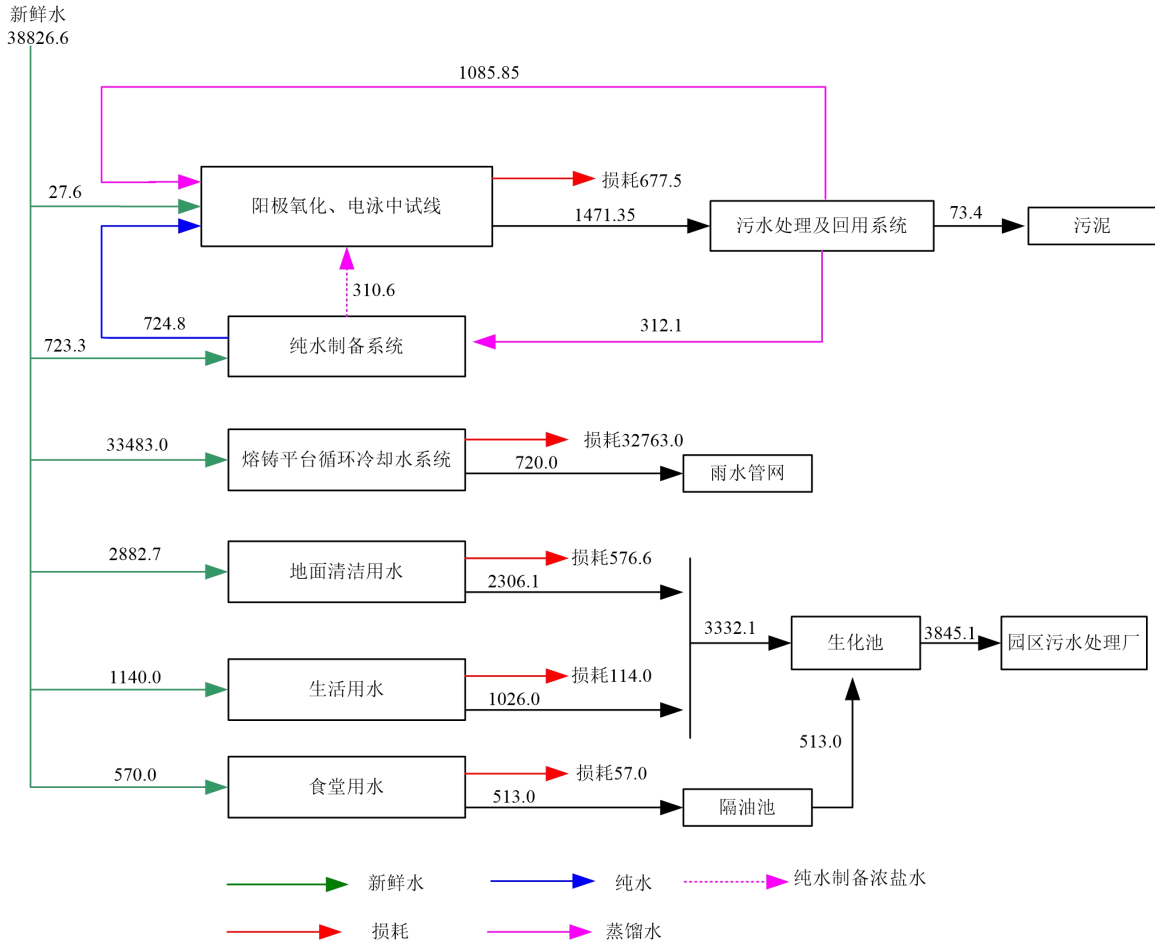 新鲜水
38826.6
1085.85
27.6
阳极氧化、电泳中试线
损耗677.5
1471.35
污水处理及回用系统
73.4
污泥
310.6
724.8
312.1
723.3
纯水制备系统
33483.0
熔铸平台循环冷却水系统
损耗32763.0
720.0
雨水管网
2882.7
地面清洁用水
损耗576.6
2306.1
3332.1
生化池
3845.1
园区污水处理厂
1140.0
生活用水
损耗114.0
1026.0
513.0
570.0
食堂用水
损耗57.0
513.0
隔油池
新鲜水
纯水
纯水制备浓盐水
损耗
蒸馏水